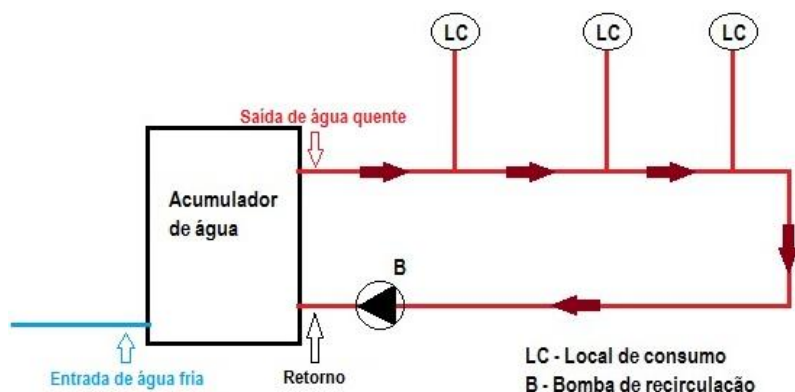 LC
LC
LC
Saída de água quente
Acumulador
de água
B
Entrada de água fria
Retorno
LC - Local de consumo
B - Bomba de recirculação